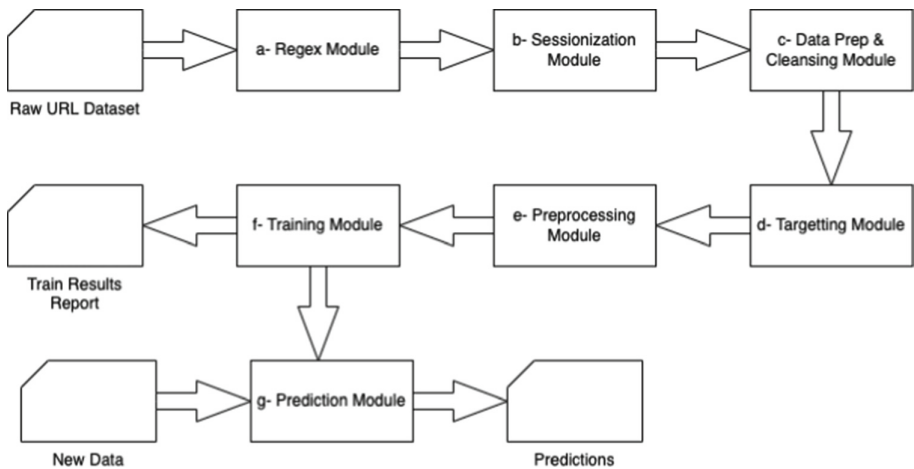 a- Regex Module
b- Sessionization
Module
c- Data Prep &
Cleansing Module
Raw URL Dataset
f- Training Module
e- Preprocessing
Module
d- Targetting Module
Train Results
Report
g- Prediction Module
New Data
Predictions